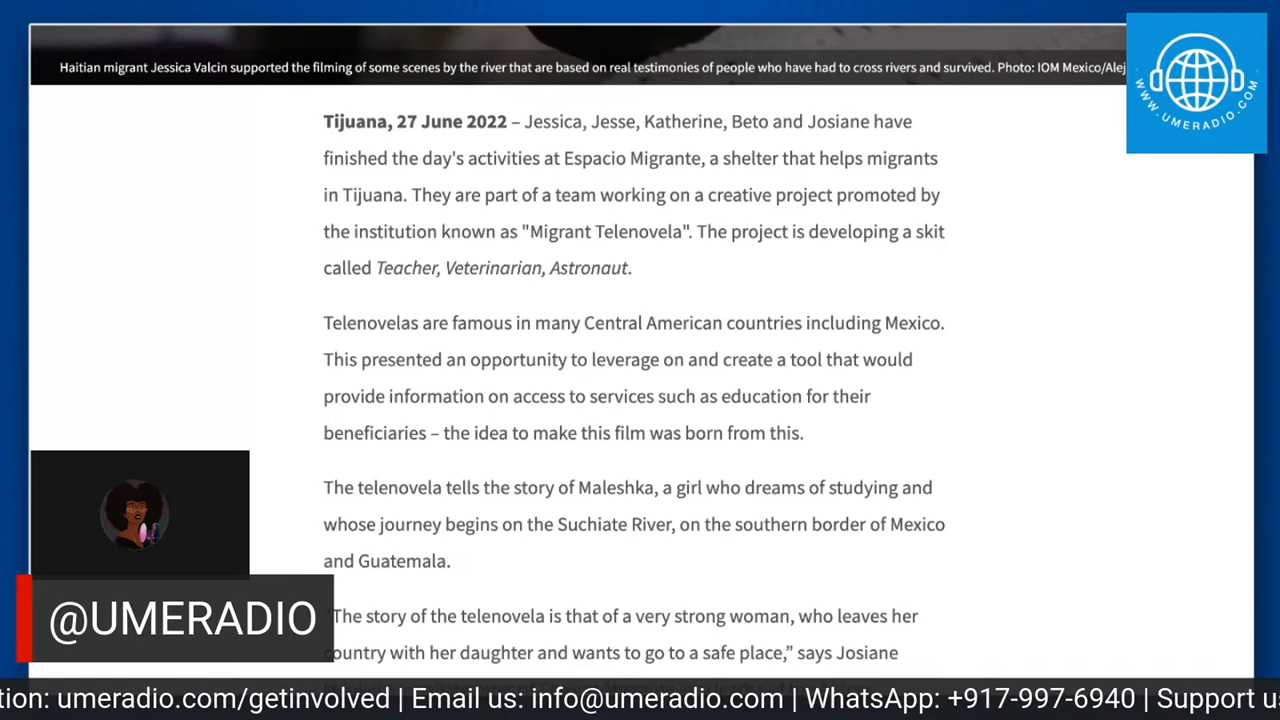 Haitian migrant Jessica Valcin supported the filming of some scenes by the river that are based on real testimonies of people who have had to cross rivers and survived. Photo: IOM Mexico/Alej
WWW.UMERADIO.COM
Tijuana, 27 June 2022 – Jessica, Jesse, Katherine, Beto and Josiane have
finished the day's activities at Espacio Migrante, a shelter that helps migrants
in Tijuana. They are part of a team working on a creative project promoted by
the institution known as "Migrant Telenovela". The project is developing a skit
called Teacher, Veterinarian, Astronaut.
Telenovelas are famous in many Central American countries including Mexico.
This presented an opportunity to leverage on and create a tool that would
provide information on access to services such as education for their
beneficiaries – the idea to make this film was born from this.
The telenovela tells the story of Maleshka, a girl who dreams of studying and
whose journey begins on the Suchiate River, on the southern border of Mexico
and Guatemala.
"The story of the telenovela is that of a very strong woman, who leaves her
country with her daughter and wants to go to a safe place,” says Josiane
@UMERADIO
tion: umeradio.com/getinvolved | Email us: info@umeradio.com | WhatsApp: +917-997-6940 | Support us